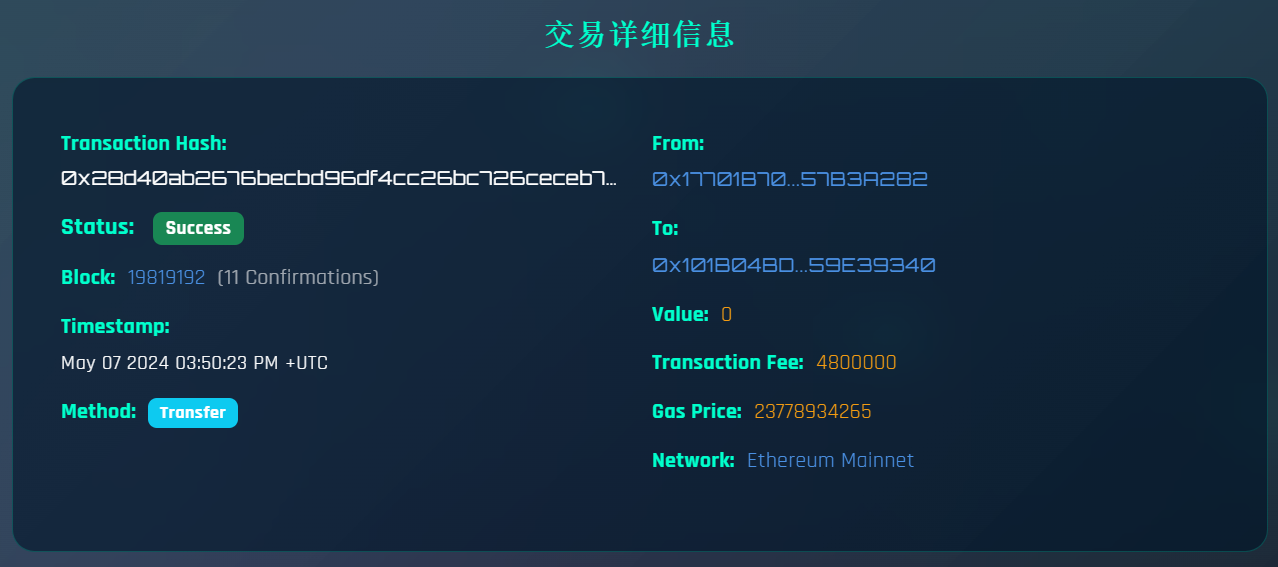 交易详细信息
Transaction Hash:
0x28d40ab2676becbd96df4cc26bc726ceceb7...
Status: Success
Block: 19819192 (11 Confirmations)
Timestamp:
May 07 2024 03:50:23 PM +UTC
Method: Transfer
From:
0x17701B70...57B3A2B2
To:
0x101B04BD...59E39340
Value: 0
Transaction Fee: 4800000
Gas Price: 23778934265
Network: Ethereum Mainnet